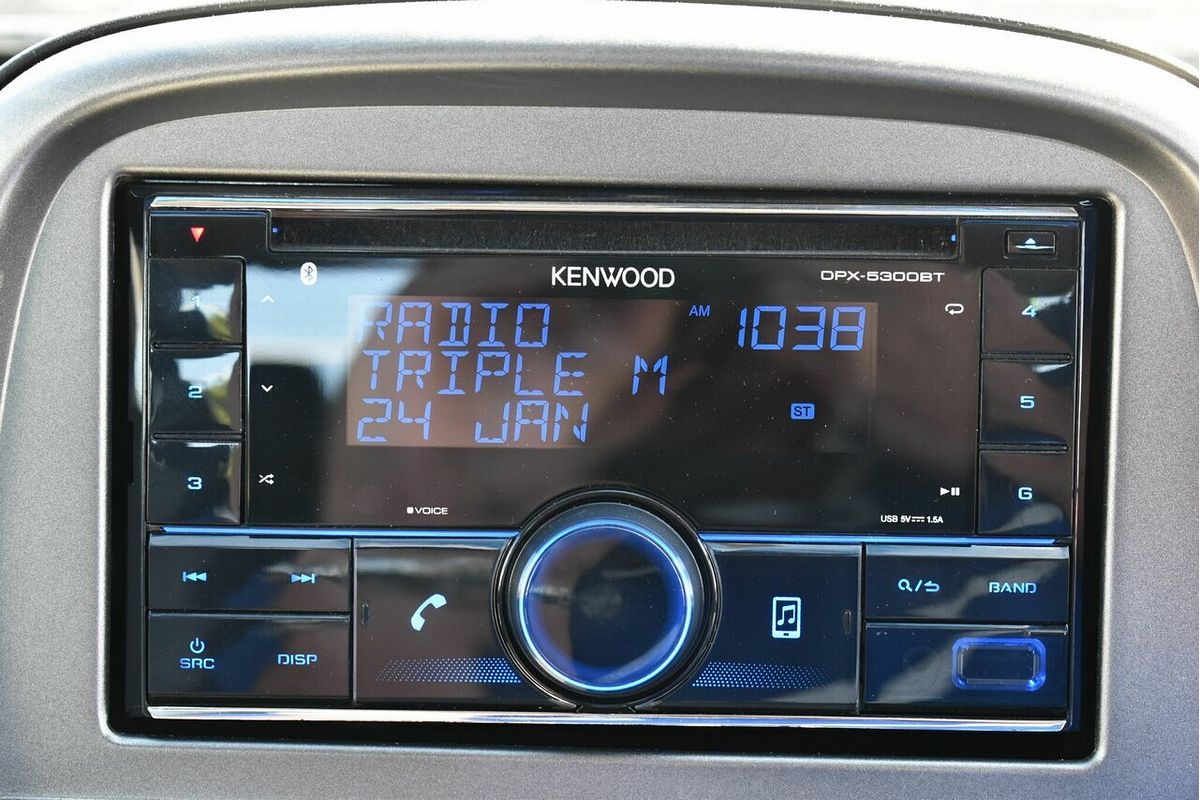 KENWOOD
DPX-5300BT
RADIO
AM 1038
TRIPLE M
24 JAN
ST
1
2
3
4
5
6
VOICE
USB 5V 1.5A
SRC
DISP
BAND